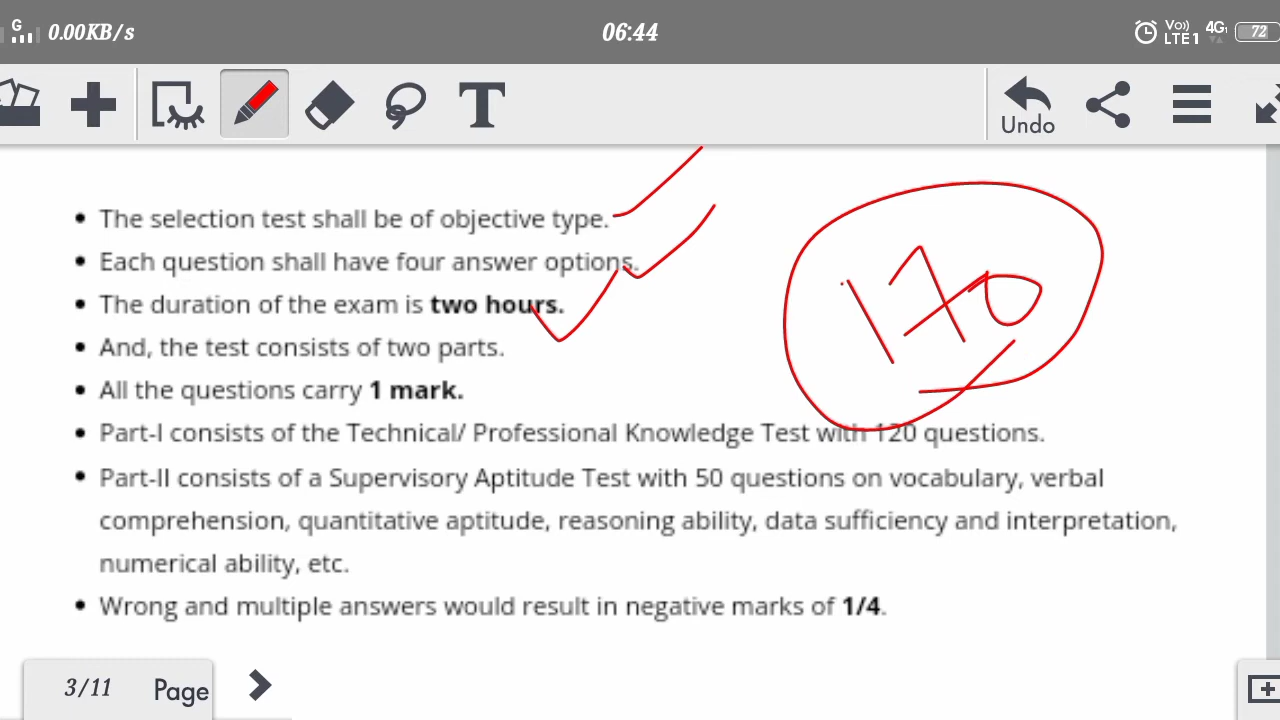 G 0.00KB/s 06:44 Vo)) LTE1 4G 72
T Undo
• The selection test shall be of objective type.
• Each question shall have four answer options.
170
• The duration of the exam is two hours.
• And, the test consists of two parts.
• All the questions carry 1 mark.
• Part-I consists of the Technical/ Professional Knowledge Test with 120 questions.
• Part-II consists of a Supervisory Aptitude Test with 50 questions on vocabulary, verbal
comprehension, quantitative aptitude, reasoning ability, data sufficiency and interpretation,
numerical ability, etc.
• Wrong and multiple answers would result in negative marks of 1/4.
3/11 Page